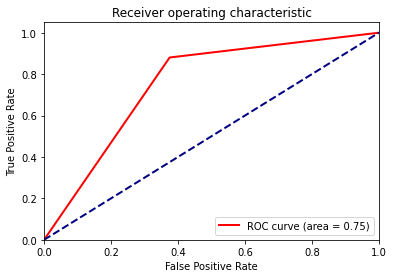 Receiver operating characteristic
True Positive Rate
1.0
0.8
0.6
0.4
0.2
0.0
ROC curve (area = 0.75)
0.0 0.2 0.4 0.6 0.8 1.0
False Positive Rate